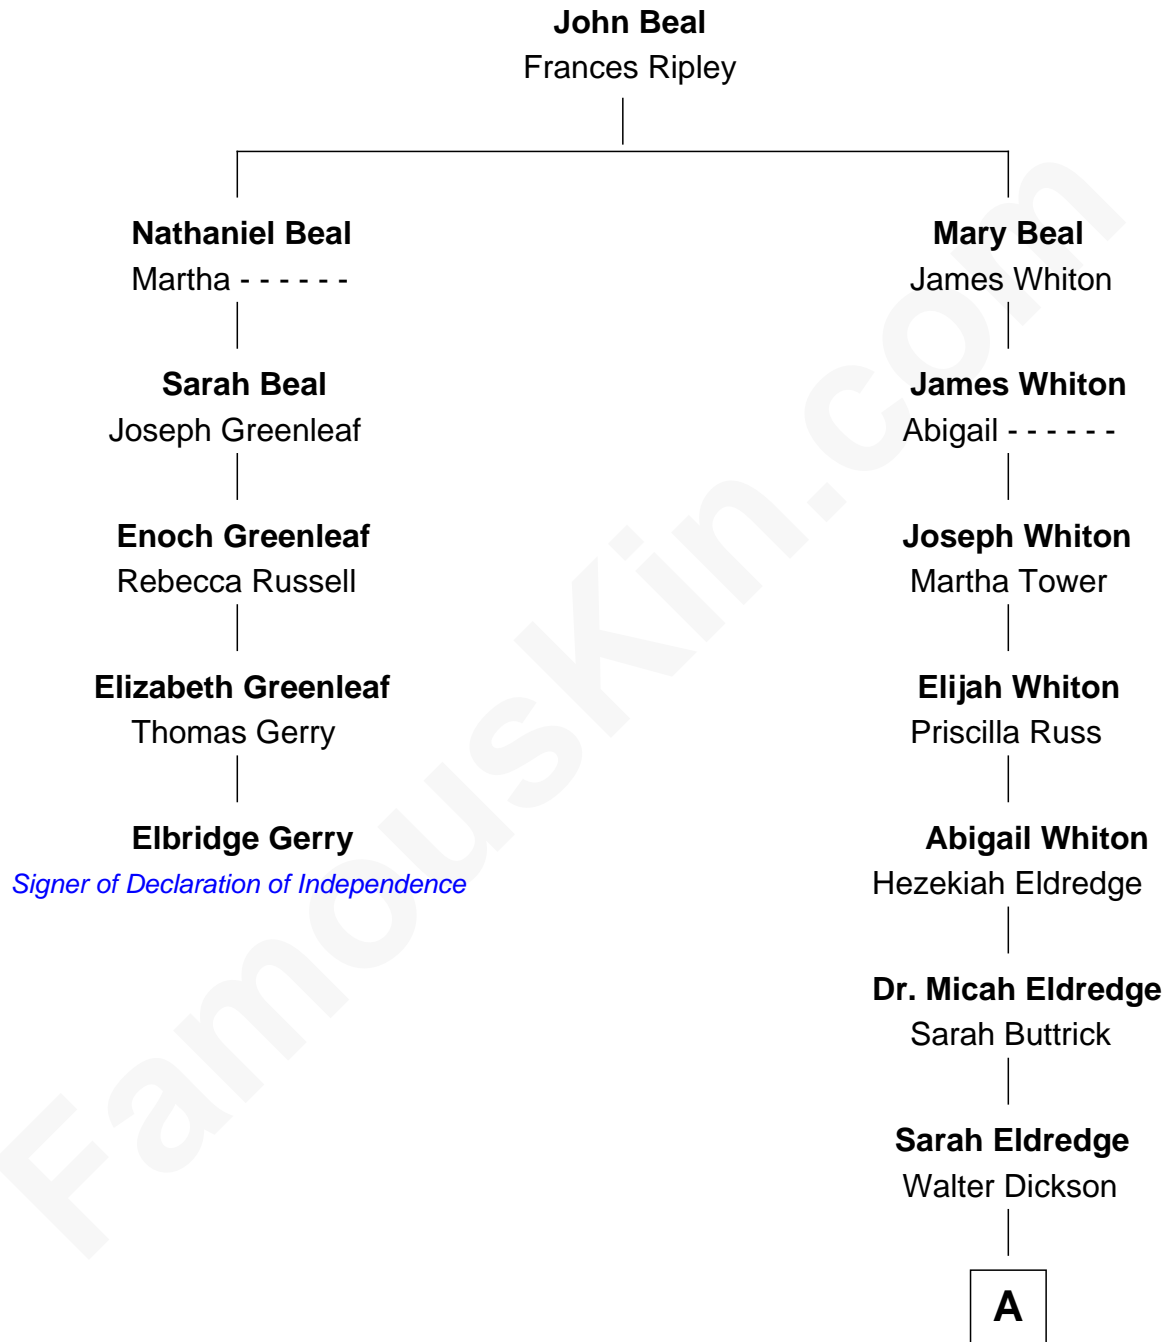 John Beal
Frances Ripley
Nathaniel Beal
Martha - - - - - -
Sarah Beal
Joseph Greenleaf
Enoch Greenleaf
Rebecca Russell
Elizabeth Greenleaf
Thomas Gerry
Elbridge Gerry
Signer of Declaration of Independence
Mary Beal
James Whiton
James Whiton
Abigail - - - - - -
Joseph Whiton
Martha Tower
Elijah Whiton
Priscilla Russ
Abigail Whiton
Hezekiah Eldredge
Dr. Micah Eldredge
Sarah Buttrick
Sarah Eldredge
Walter Dickson
A
FamousKin.com